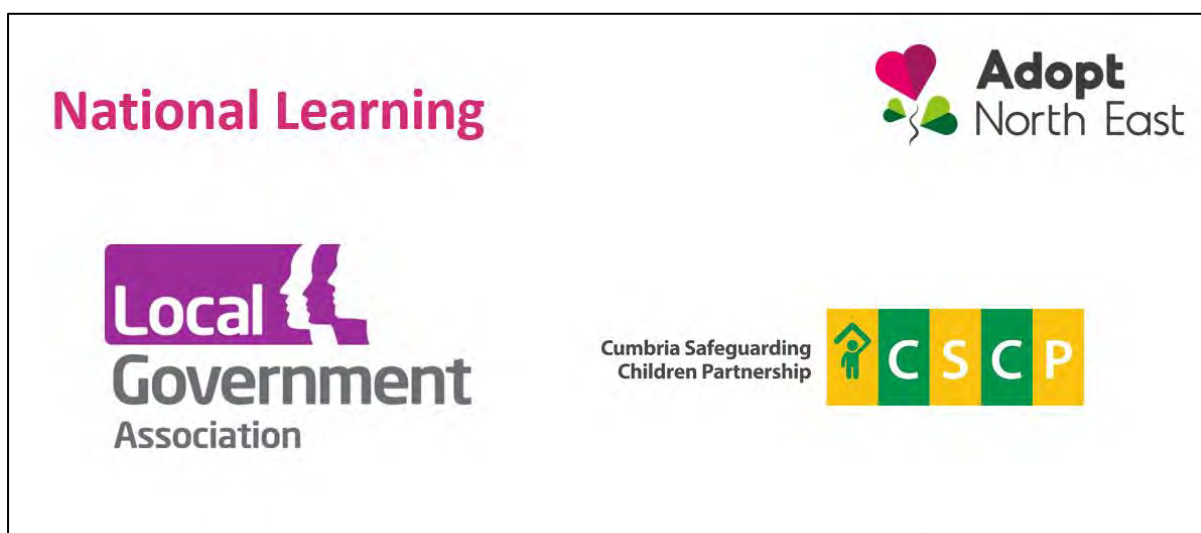 National Learning
Adopt
North East
Local
Government
Association
Cumbria Safeguarding
Children Partnership
C S C P